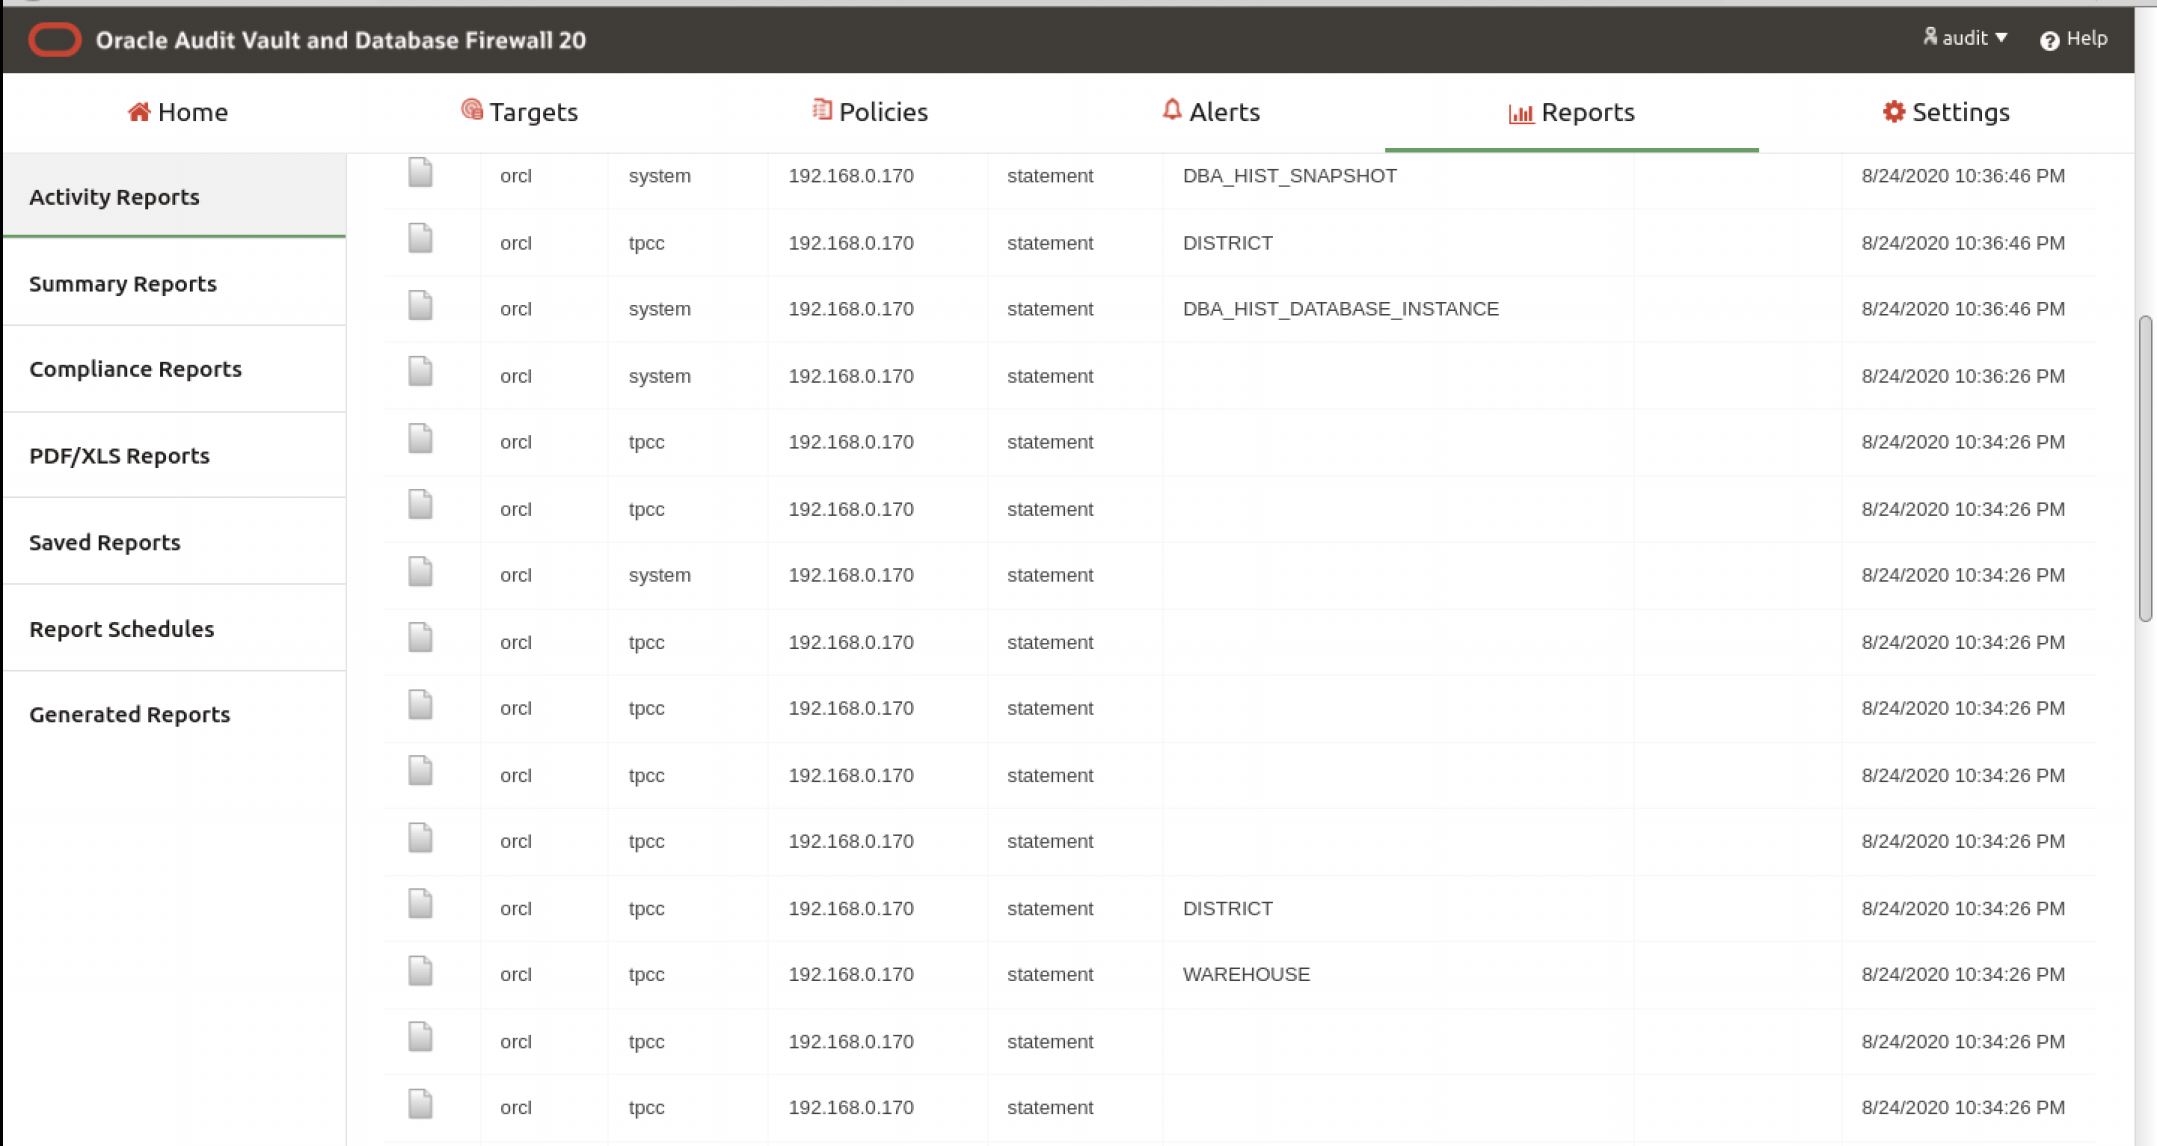 Oracle Audit Vault and Database Firewall 20
audit
Help
Home
Targets
Policies
Alerts
Reports
Settings
Activity Reports
Summary Reports
Compliance Reports
PDF/XLS Reports
Saved Reports
Report Schedules
Generated Reports
orcl system 192.168.0.170 statement DBA_HIST_SNAPSHOT 8/24/2020 10:36:46 PM
orcl tpcc 192.168.0.170 statement DISTRICT 8/24/2020 10:36:46 PM
orcl system 192.168.0.170 statement DBA_HIST_DATABASE_INSTANCE 8/24/2020 10:36:46 PM
orcl system 192.168.0.170 statement 8/24/2020 10:36:26 PM
orcl tpcc 192.168.0.170 statement 8/24/2020 10:34:26 PM
orcl tpcc 192.168.0.170 statement 8/24/2020 10:34:26 PM
orcl system 192.168.0.170 statement 8/24/2020 10:34:26 PM
orcl tpcc 192.168.0.170 statement 8/24/2020 10:34:26 PM
orcl tpcc 192.168.0.170 statement 8/24/2020 10:34:26 PM
orcl tpcc 192.168.0.170 statement 8/24/2020 10:34:26 PM
orcl tpcc 192.168.0.170 statement 8/24/2020 10:34:26 PM
orcl tpcc 192.168.0.170 statement DISTRICT 8/24/2020 10:34:26 PM
orcl tpcc 192.168.0.170 statement WAREHOUSE 8/24/2020 10:34:26 PM
orcl tpcc 192.168.0.170 statement 8/24/2020 10:34:26 PM
orcl tpcc 192.168.0.170 statement 8/24/2020 10:34:26 PM